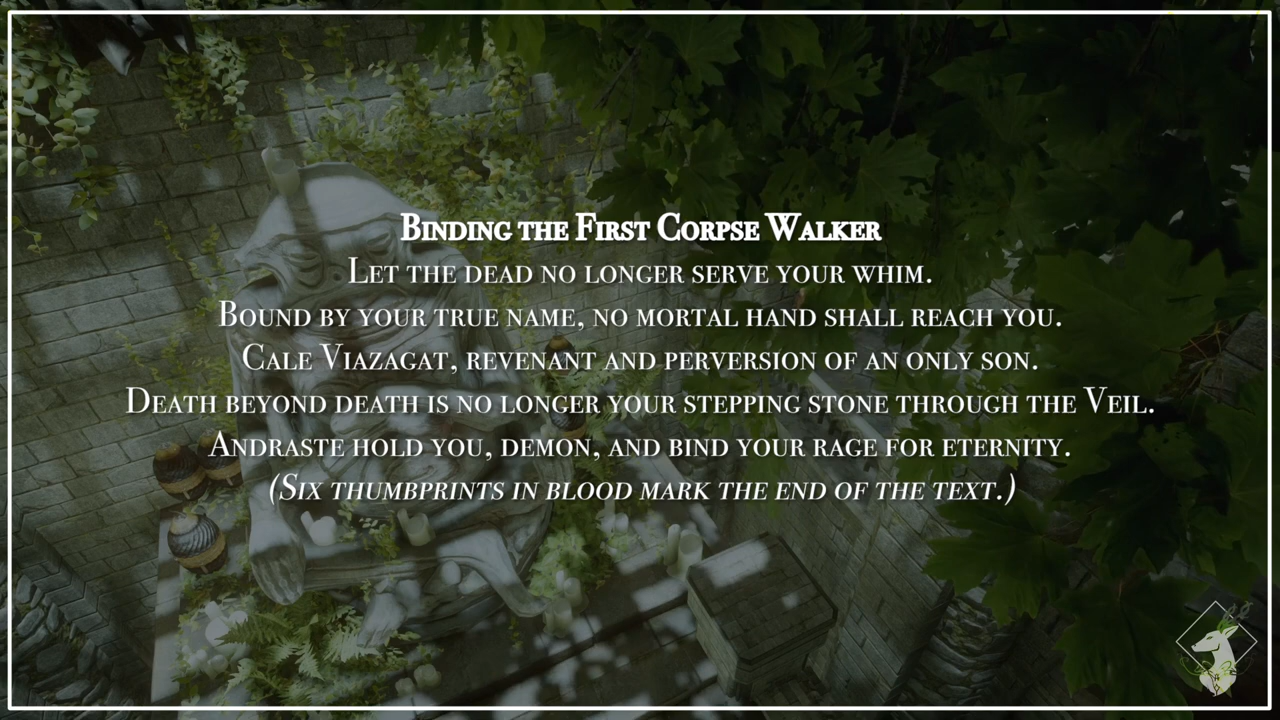 Binding the First Corpse Walker
Let the dead no longer serve your whim.
Bound by your true name, no mortal hand shall reach you.
Cale Viazagat, revenant and perversion of an only son.
Death beyond death is no longer your stepping stone through the Veil.
Andraste hold you, demon, and bind your rage for eternity.
(Six thumbprints in blood mark the end of the text.)